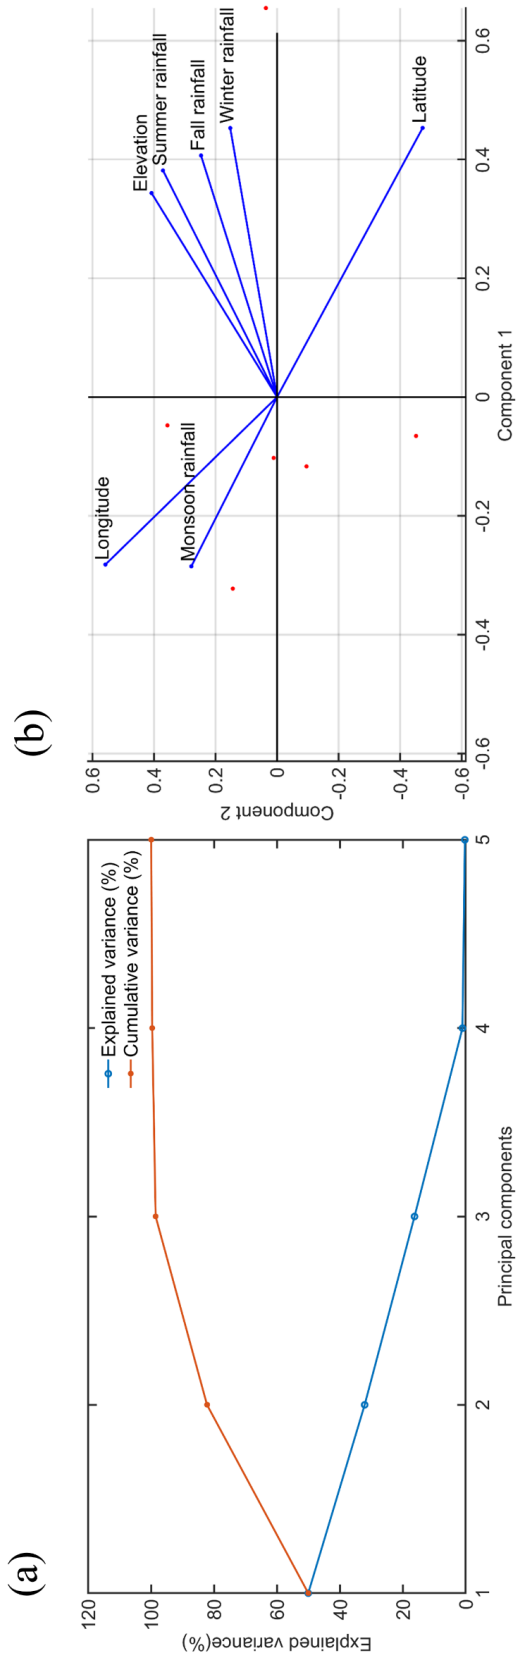 (a)
120
100
80
60
40
20
0
Explained variance(%)
Explained variance (%)
Cumulative variance (%)
1
2
3
4
5
Principal components
(b)
0.6
0.4
0.2
0
-0.2
-0.4
-0.6
Component 2
Longitude
Monsoon rainfall
Elevation
Summer rainfall
Fall rainfall
Winter rainfall
Latitude
-0.6
-0.4
-0.2
0
0.2
0.4
0.6
Component 1